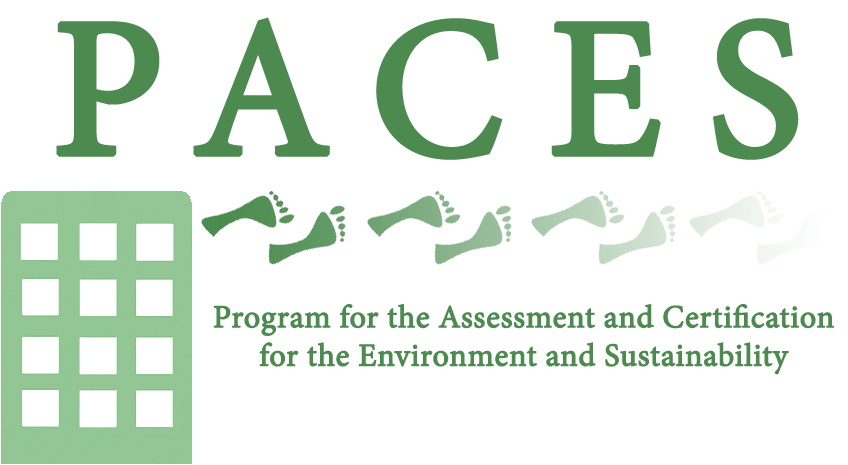 PACES
Program for the Assessment and Certification
for the Environment and Sustainability